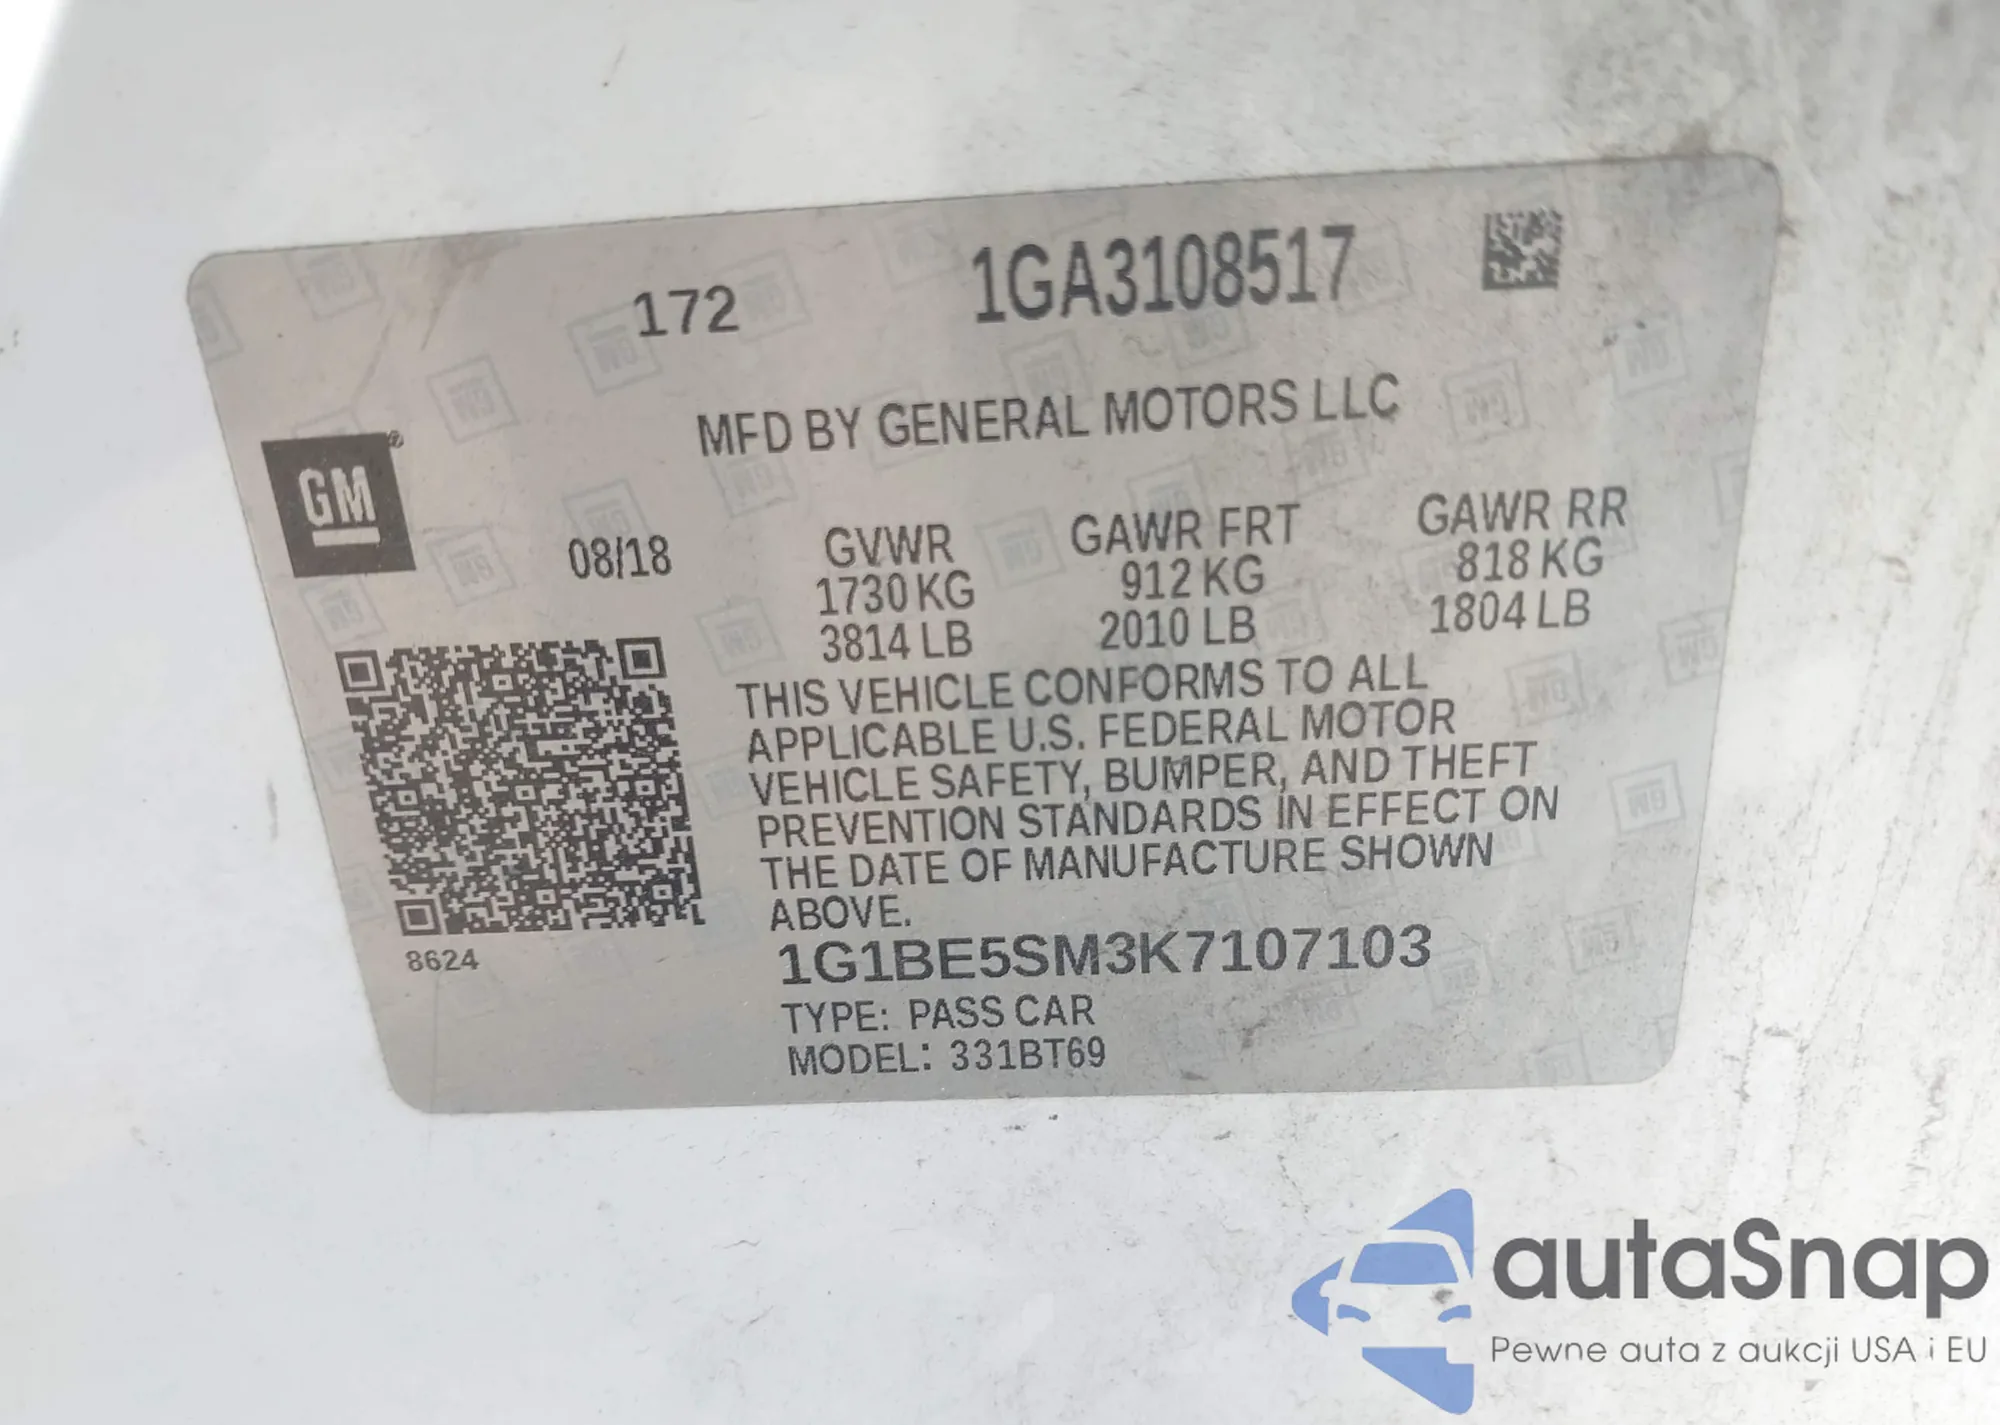 172 1GA3108517
MFD BY GENERAL MOTORS LLC
GM ®
08/18 GVWR GAWR FRT GAWR RR
1730 KG 912 KG 818 KG
3814 LB 2010 LB 1804 LB
THIS VEHICLE CONFORMS TO ALL
APPLICABLE U.S. FEDERAL MOTOR
VEHICLE SAFETY, BUMPER, AND THEFT
PREVENTION STANDARDS IN EFFECT ON
THE DATE OF MANUFACTURE SHOWN
ABOVE.
8624
1G1BE5SM3K7107103
TYPE: PASS CAR
MODEL: 331BT69
autaSnap
Pewne auta z aukcji USA i EU